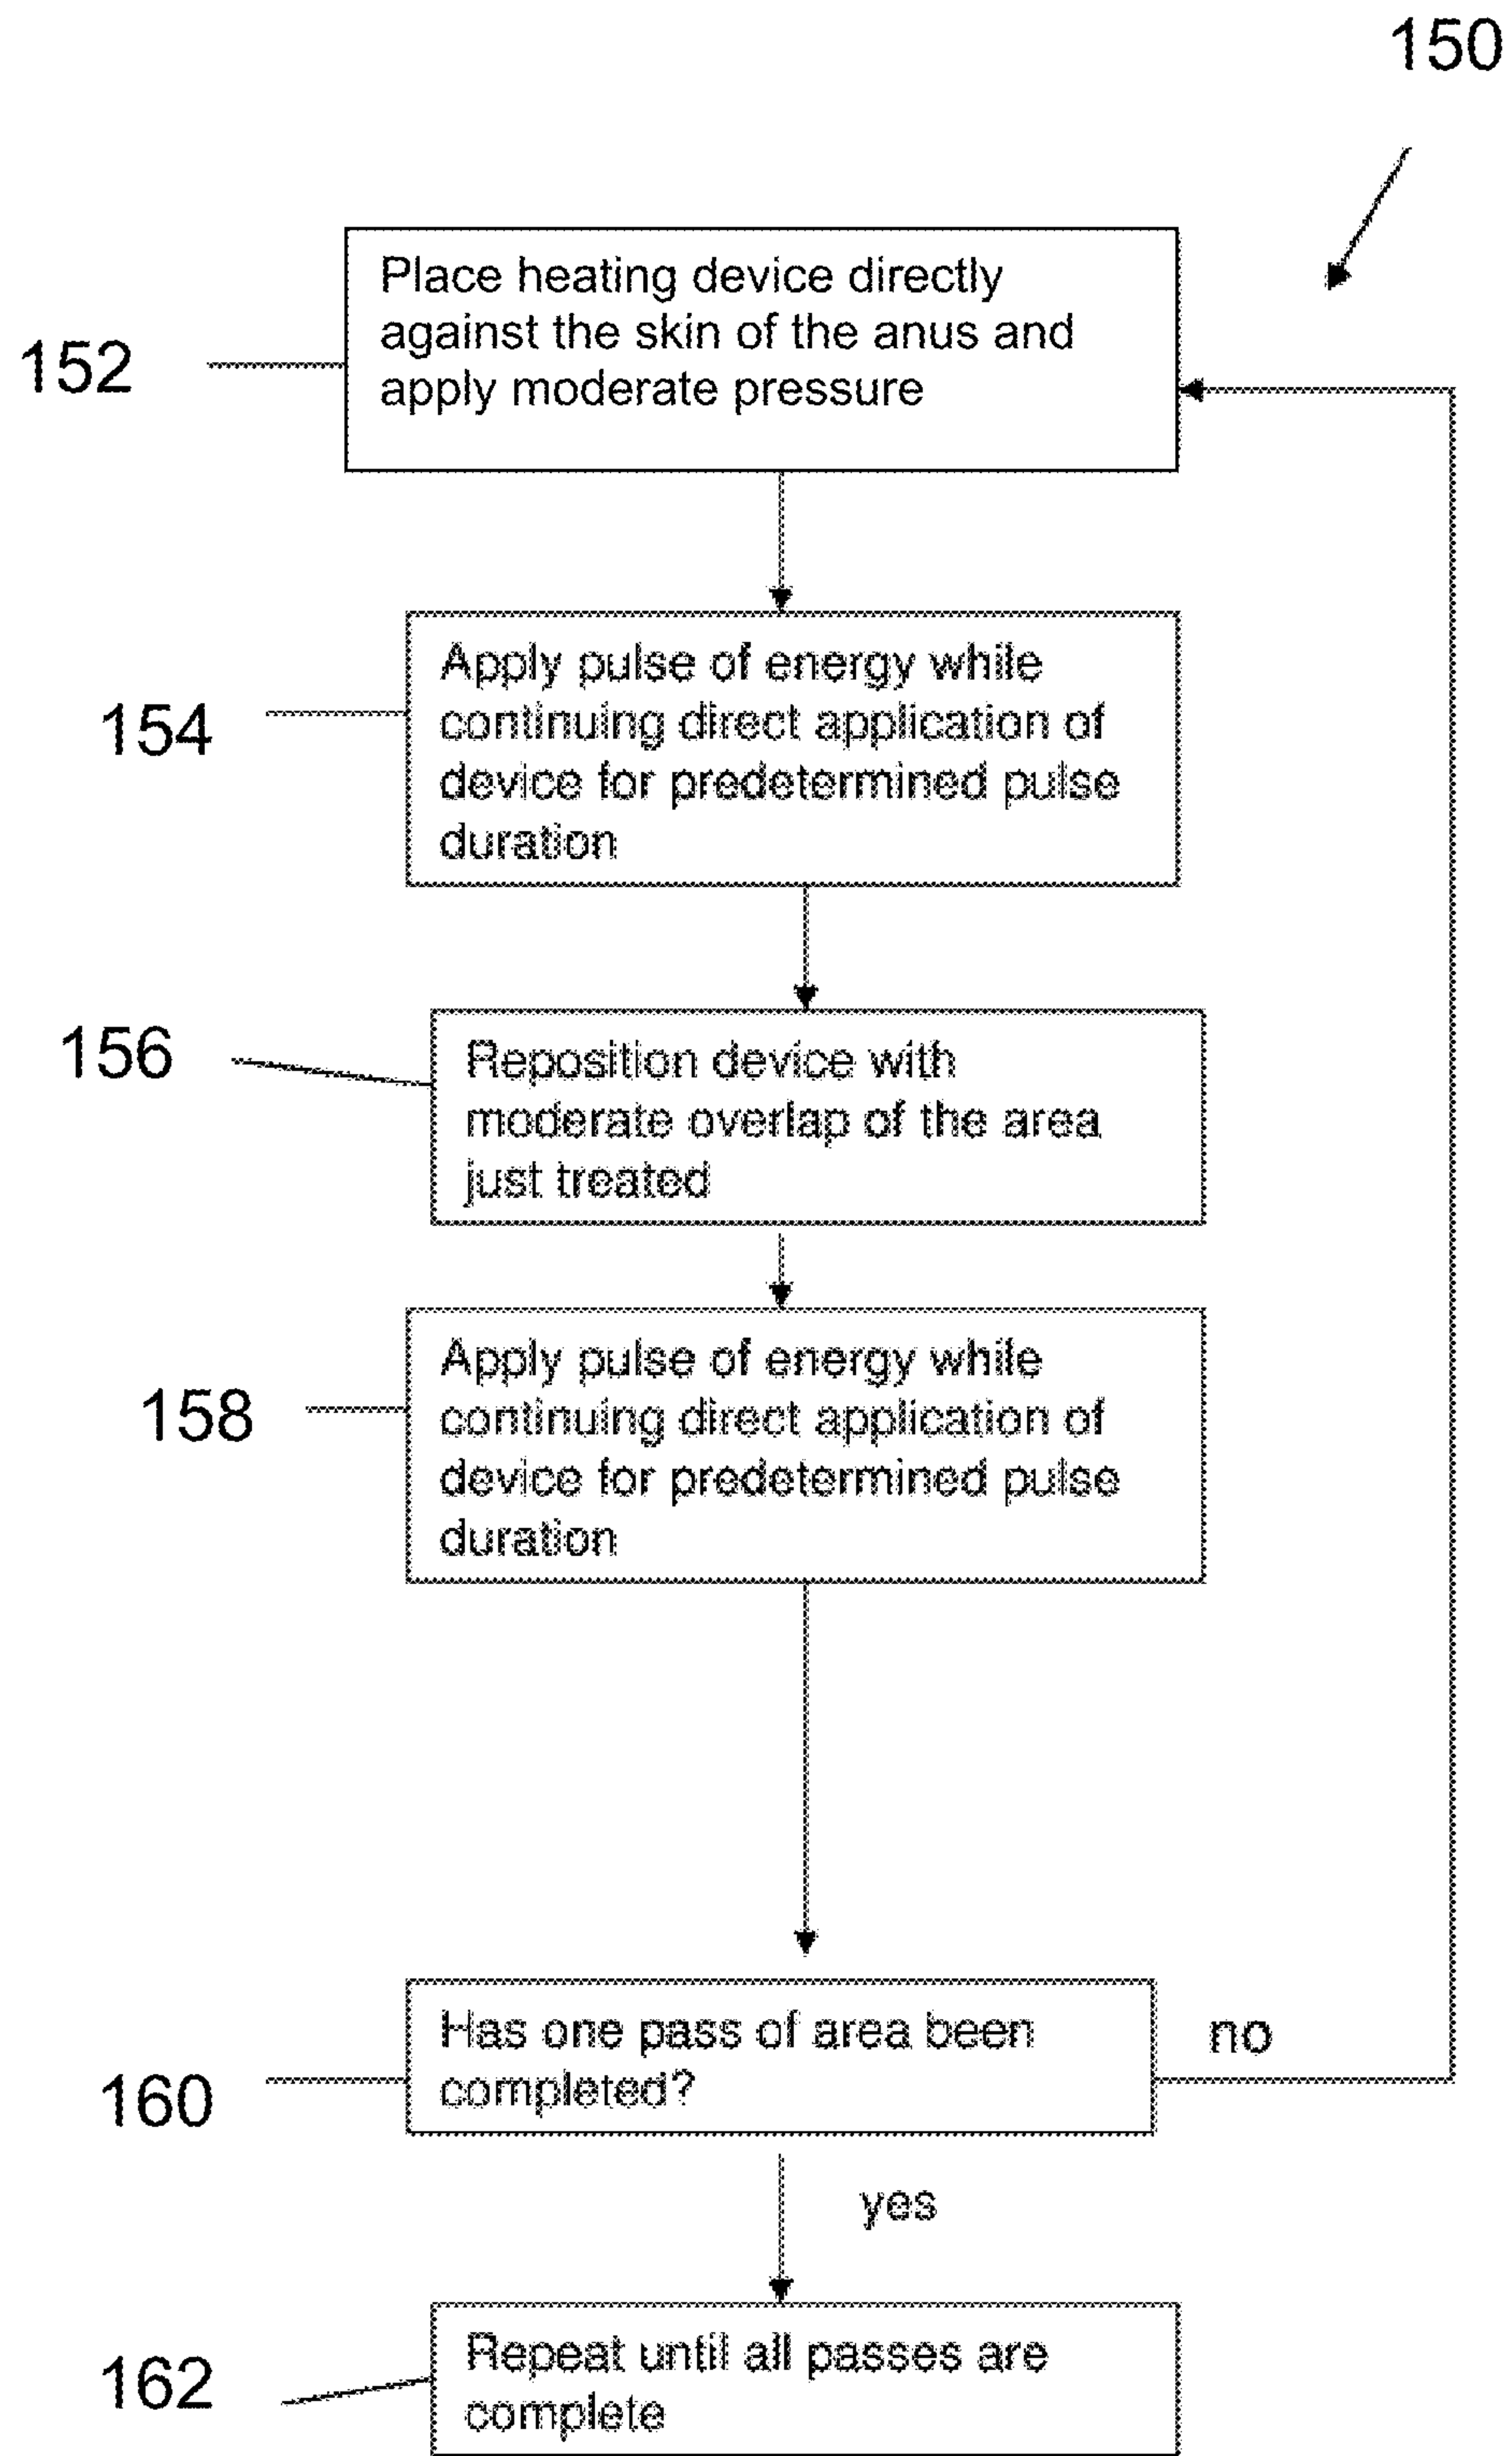 150
152
Place heating device directly
against the skin of the anus and
apply moderate pressure
154
Apply pulse of energy while
continuing direct application of
device for predetermined pulse
duration
156
Reposition device with
moderate overlap of the area
just treated
158
Apply pulse of energy while
continuing direct application of
device for predetermined pulse
duration
160
Has one pass of area been
completed?
no
yes
162
Repeat until all passes are
complete